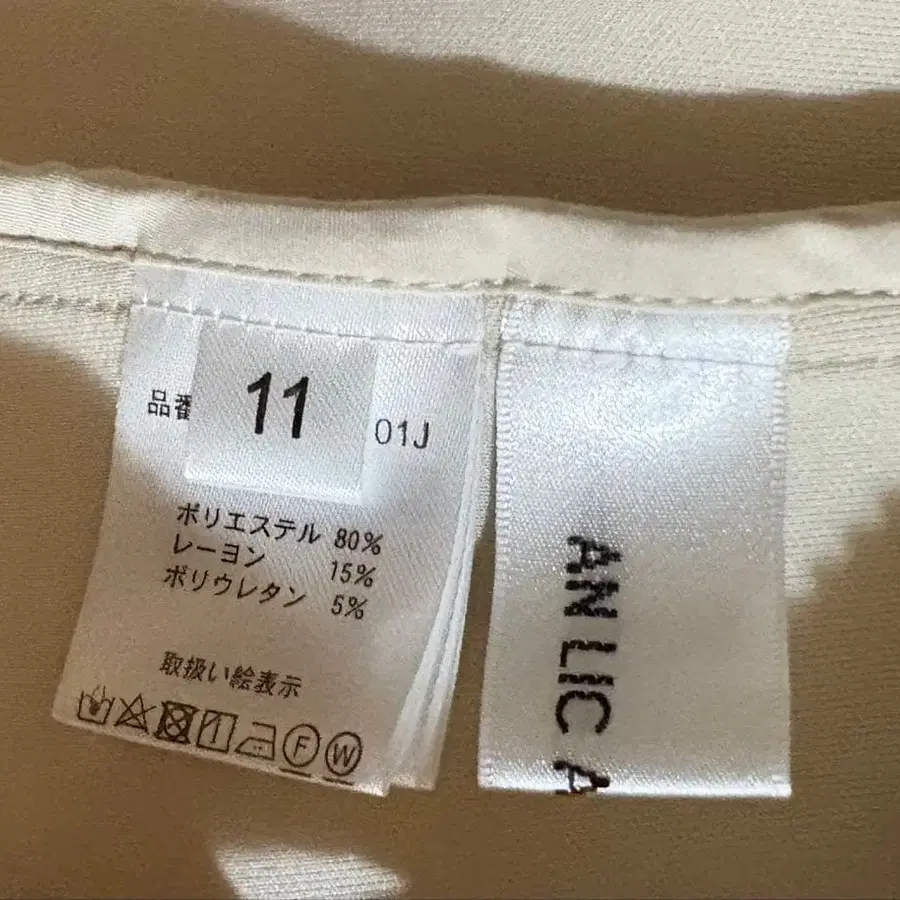 品番 11 01J
ポリエステル 80%
レーヨン 15%
ポリウレタン 5%
取扱い絵表示
F W
AN LIC A